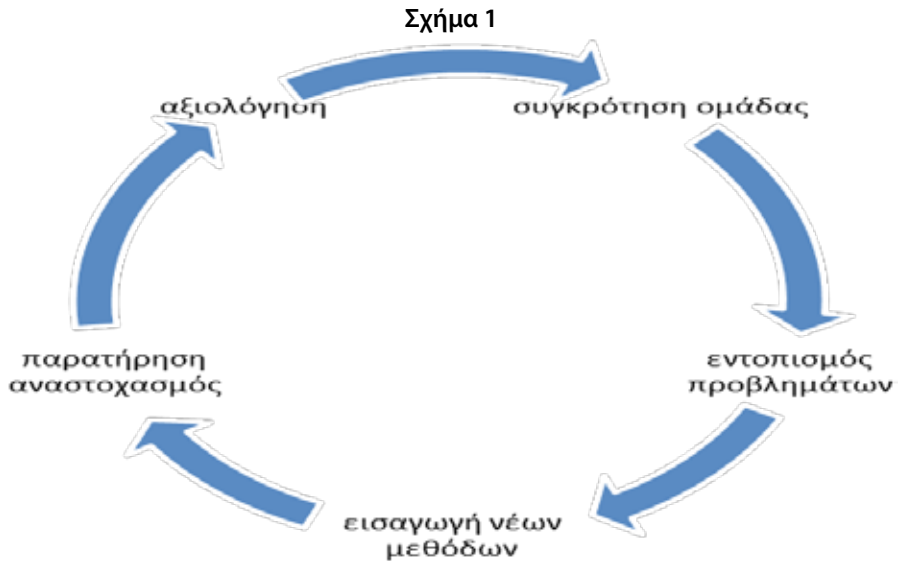 Σχήμα 1
αξιολόγηση
συγκρότηση ομάδας
εντοπισμός
προβλημάτων
εισαγωγή νέων
μεθόδων
παρατήρηση
αναστοχασμός